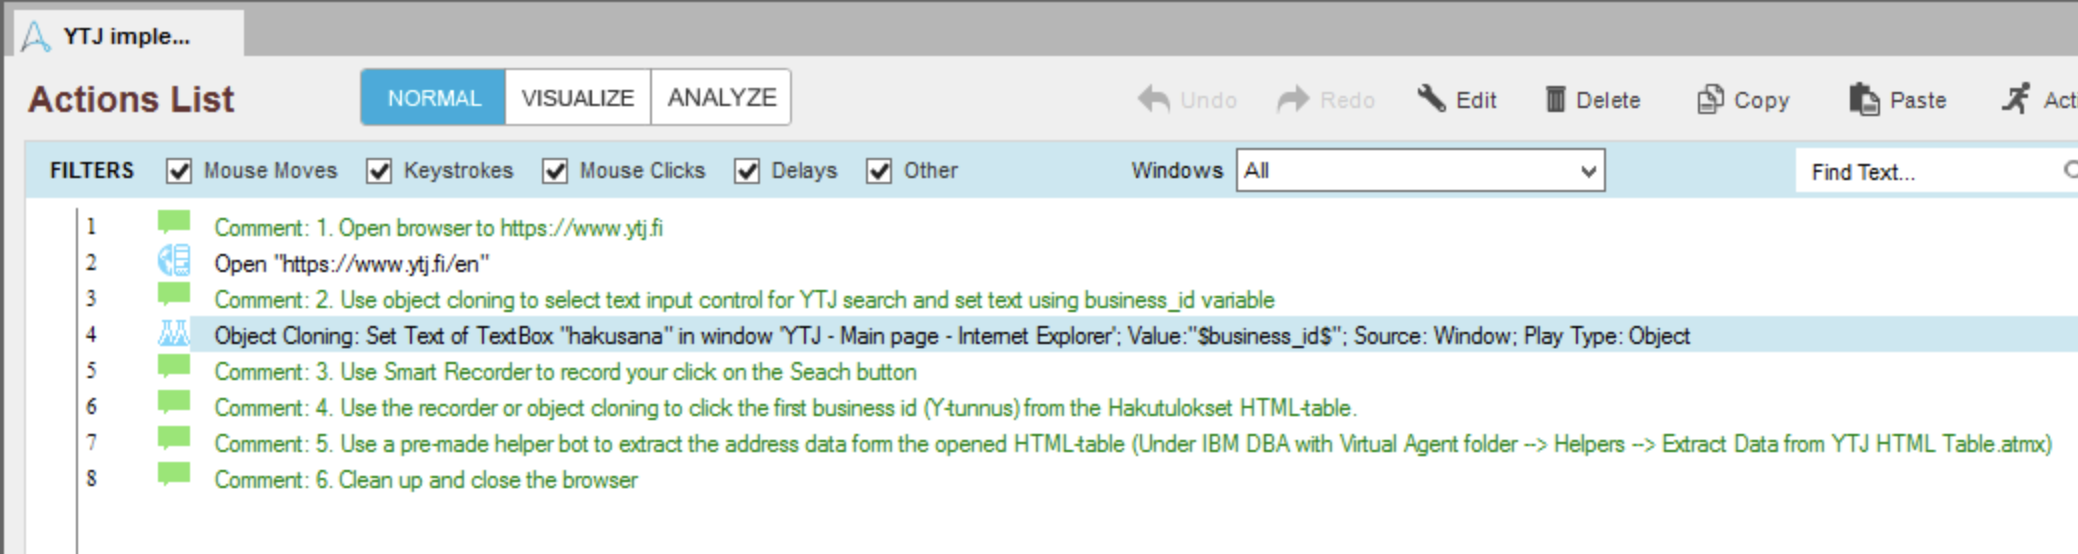 YTJ imple...
Actions List NORMAL VISUALIZE ANALYZE Undo Redo Edit Delete Copy Paste
FILTERS Mouse Moves Keystrokes Mouse Clicks Delays Other Windows All Find Text...
1 Comment: 1. Open browser to https://www.ytj.fi
2 Open "https://www.ytj.fi/en"
3 Comment: 2. Use object cloning to select text input control for YTJ search and set text using business_id variable
4 Object Cloning: Set Text of TextBox "hakusana" in window 'YTJ - Main page - Internet Explorer'; Value:"$business_id$"; Source: Window; Play Type: Object
5 Comment: 3. Use Smart Recorder to record your click on the Seach button
6 Comment: 4. Use the recorder or object cloning to click the first business id (Y-tunnus) from the Hakutulokset HTML-table.
7 Comment: 5. Use a pre-made helper bot to extract the address data form the opened HTML-table (Under IBM DBA with Virtual Agent folder --> Helpers --> Extract Data from YTJ HTML Table.atmx)
8 Comment: 6. Clean up and close the browser